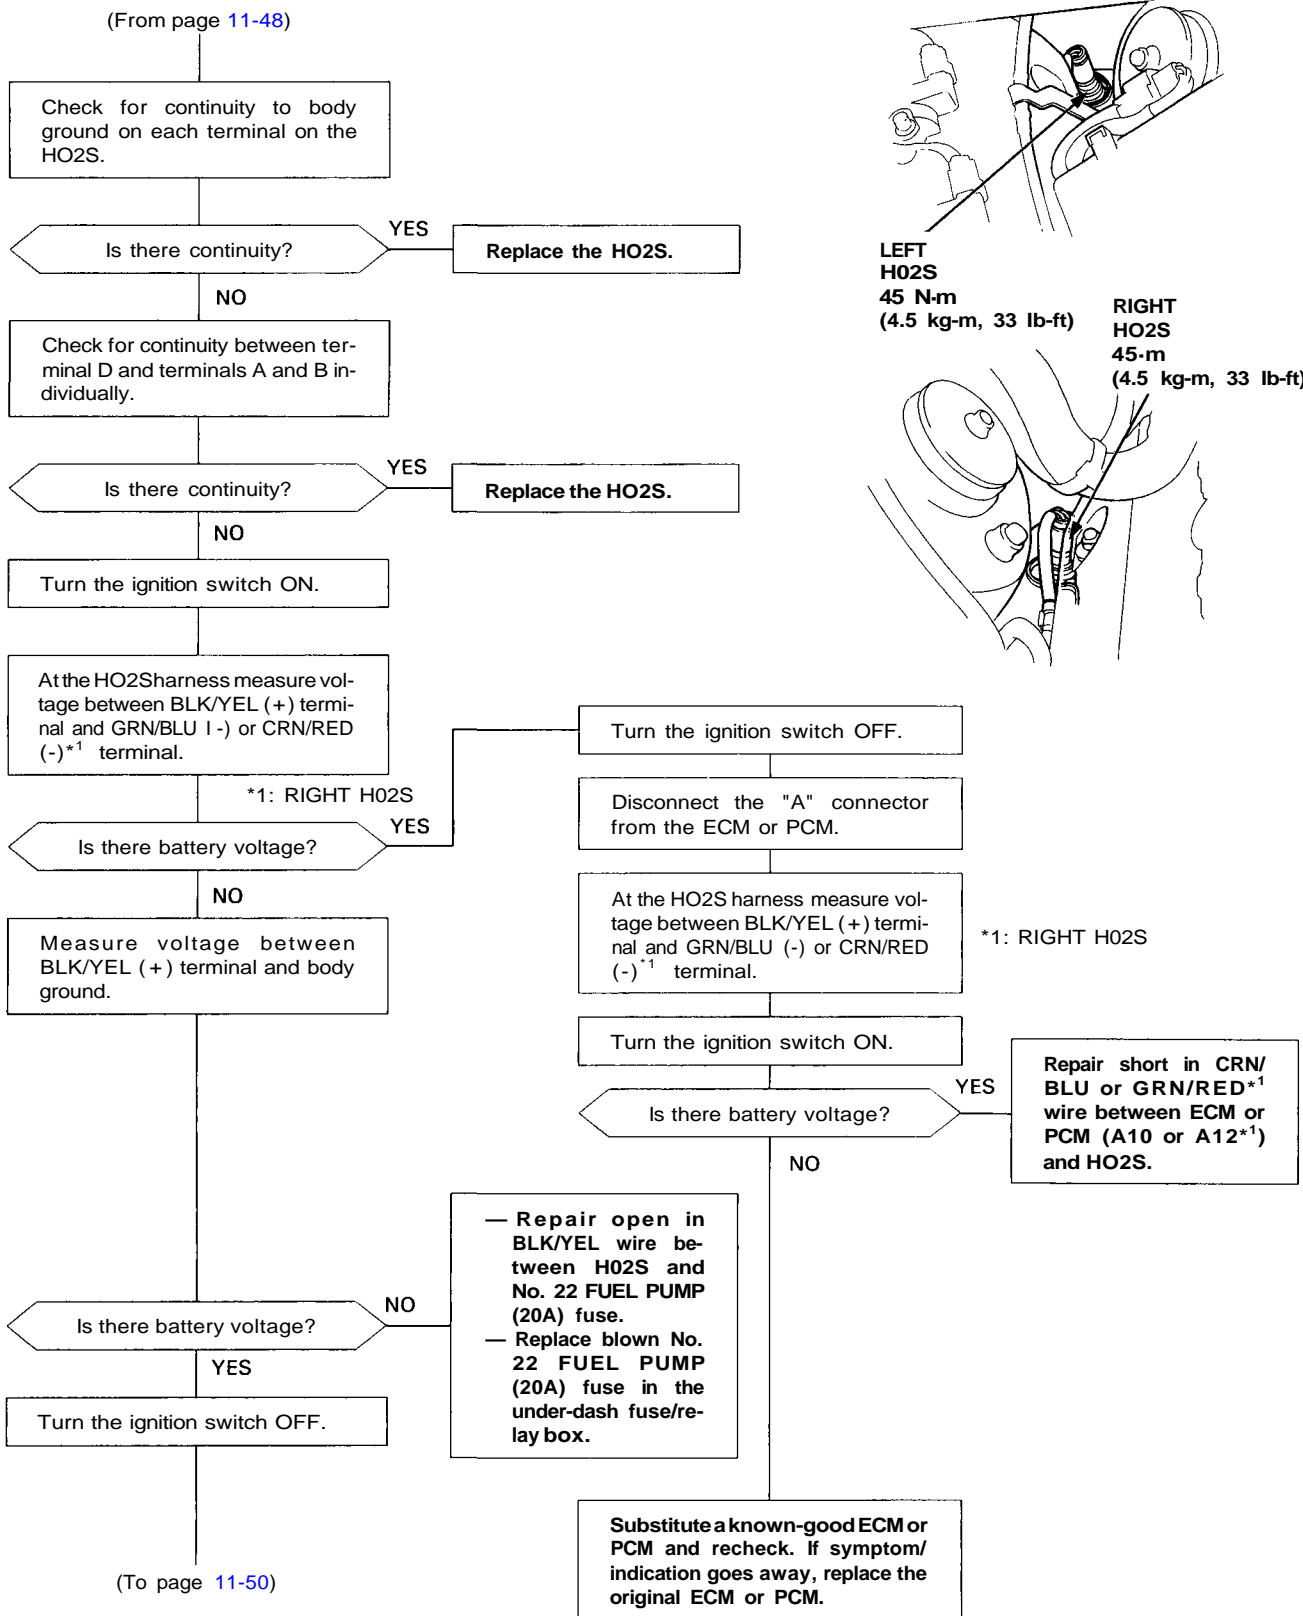 (From page 11-48)
Check for continuity to body
ground on each terminal on the
HO2S.
Is there continuity?
YES
Replace the HO2S.
NO
Check for continuity between ter-
minal D and terminals A and B in-
dividually.
Is there continuity?
YES
Replace the HO2S.
NO
Turn the ignition switch ON.
At the HO2Sharness measure vol-
tage between BLK/YEL (+) termi-
nal and GRN/BLU I -) or CRN/RED
(-)*1 terminal.
*1: RIGHT H02S
Is there battery voltage?
YES
NO
Measure voltage between
BLK/YEL (+) terminal and body
ground.
Is there battery voltage?
NO
YES
Turn the ignition switch OFF.
(To page 11-50)
— Repair open in
BLK/YEL wire be-
tween H02S and
No. 22 FUEL PUMP
(20A) fuse.
— Replace blown No.
22 FUEL PUMP
(20A) fuse in the
under-dash fuse/re-
lay box.
Turn the ignition switch OFF.
Disconnect the "A" connector
from the ECM or PCM.
At the HO2S harness measure vol-
tage between BLK/YEL (+) termi-
nal and GRN/BLU (-) or CRN/RED
(-)*1 terminal.
*1: RIGHT H02S
Turn the ignition switch ON.
Is there battery voltage?
YES
Repair short in CRN/
BLU or GRN/RED*1
wire between ECM or
PCM (A10 or A12*1)
and HO2S.
NO
Substitute a known-good ECM or
PCM and recheck. If symptom/
indication goes away, replace the
original ECM or PCM.
LEFT
H02S
45 N·m
(4.5 kg-m, 33 lb-ft)
RIGHT
HO2S
45·m
(4.5 kg-m, 33 lb-ft)